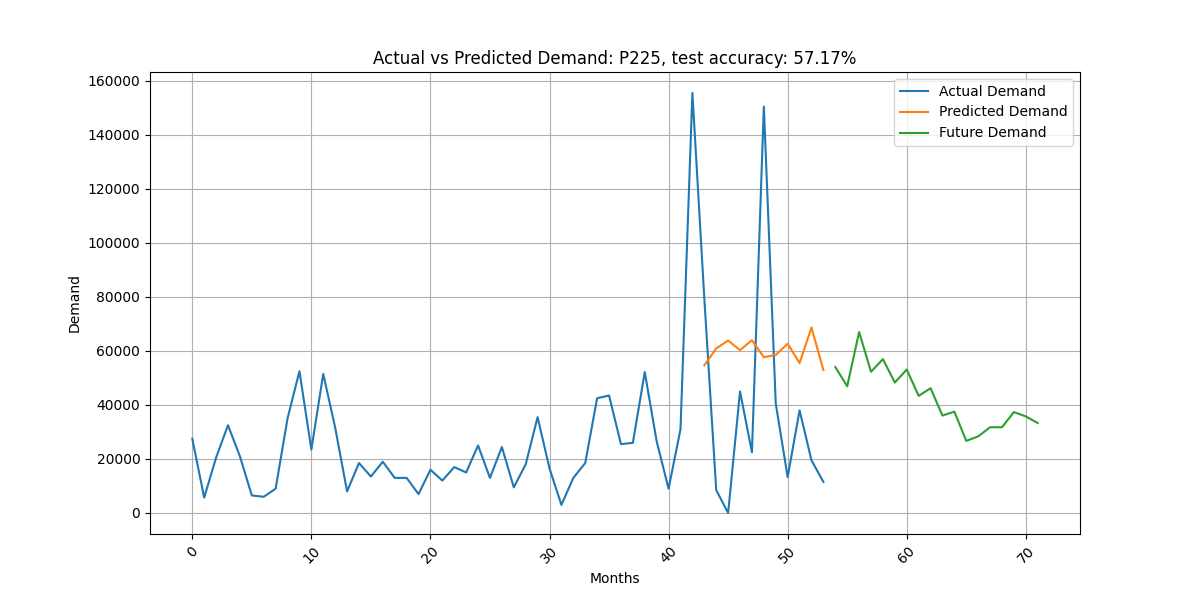 Actual vs Predicted Demand: P225, test accuracy: 57.17%
160000
140000
120000
100000
80000
60000
40000
20000
0
Demand
Actual Demand
Predicted Demand
Future Demand
0 10 20 30 40 50 60 70
Months